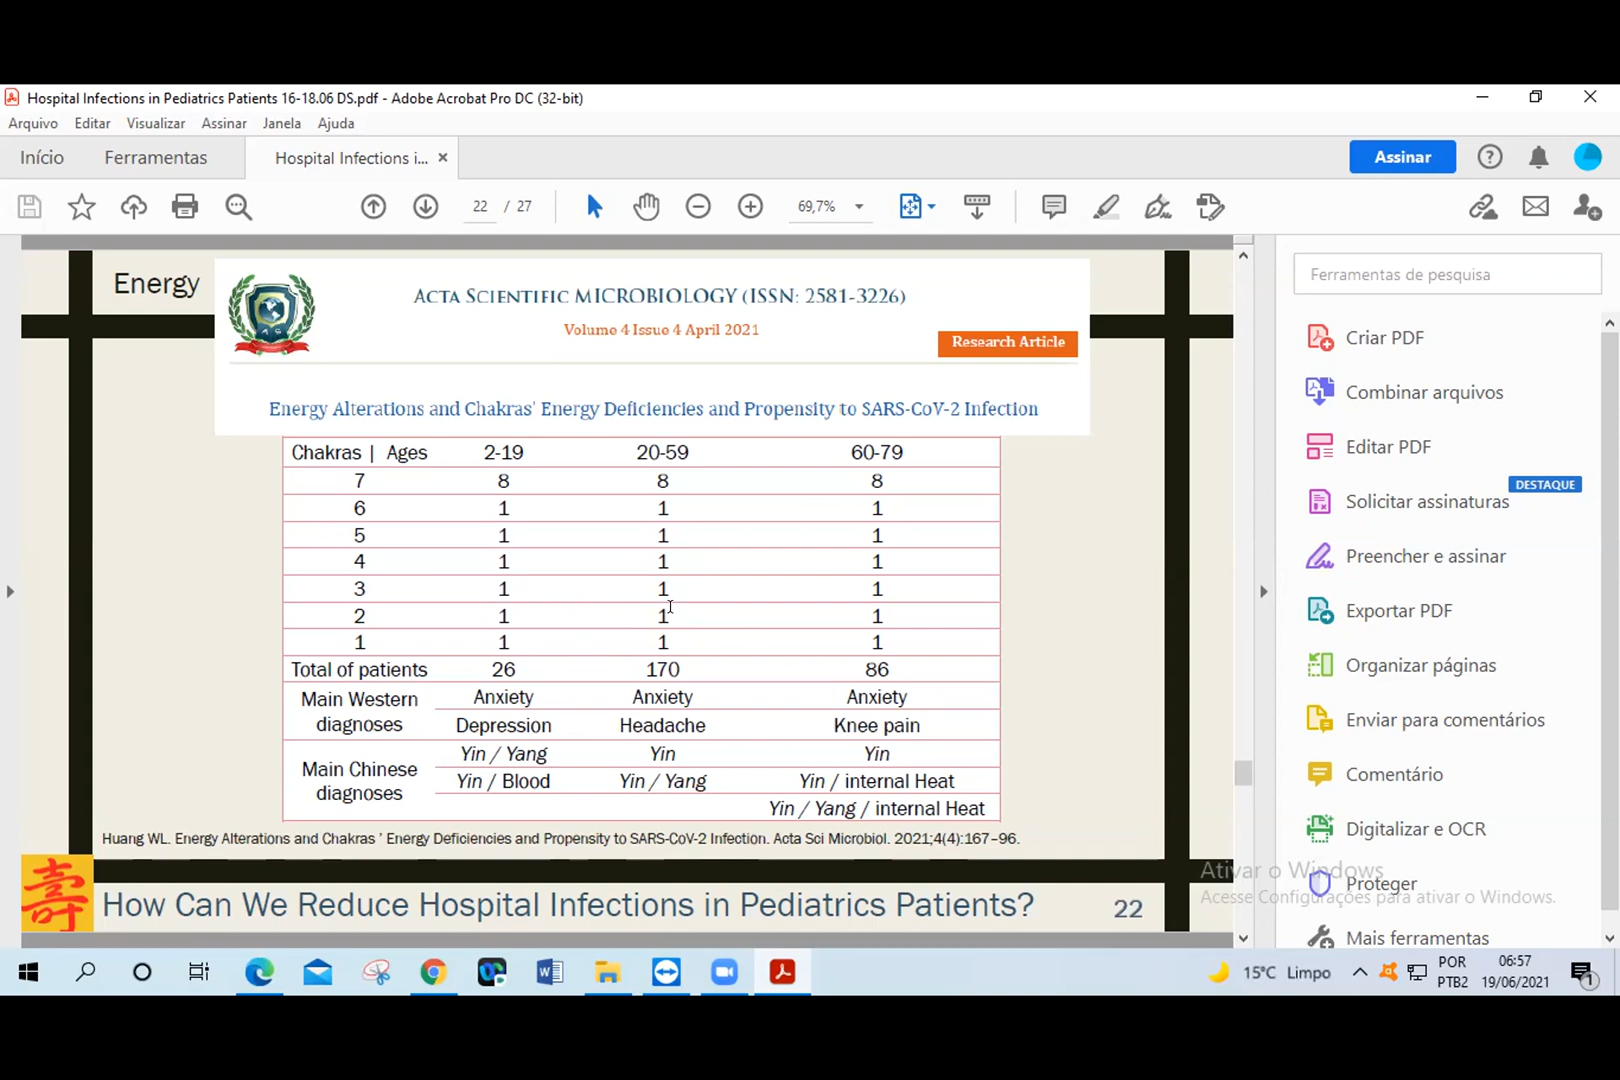 Hospital Infections in Pediatrics Patients 16-18.06 DS.pdf - Adobe Acrobat Pro DC (32-bit)
Arquivo Editar Visualizar Assinar Janela Ajuda
Início Ferramentas Hospital Infections i... Assinar
22 / 27 69,7%
Energy
ACTA SCIENTIFIC MICROBIOLOGY (ISSN: 2581-3226)
Volume 4 Issue 4 April 2021
Research Article
Energy Alterations and Chakras' Energy Deficiencies and Propensity to SARS-CoV-2 Infection
Chakras | Ages 2-19 20-59 60-79
7 8 8 8
6 1 1 1
5 1 1 1
4 1 1 1
3 1 1 1
2 1 1 1
1 1 1 1
Total of patients 26 170 86
Main Western diagnoses Anxiety Anxiety Anxiety
Depression Headache Knee pain
Main Chinese diagnoses Yin / Yang Yin Yin
Yin / Blood Yin / Yang Yin / internal Heat
Yin / Yang / internal Heat
Huang WL. Energy Alterations and Chakras ' Energy Deficiencies and Propensity to SARS-CoV-2 Infection. Acta Sci Microbiol. 2021;4(4):167–96.
壽 How Can We Reduce Hospital Infections in Pediatrics Patients? 22
Ferramentas de pesquisa
Criar PDF
Combinar arquivos
Editar PDF
DESTAQUE
Solicitar assinaturas
Preencher e assinar
Exportar PDF
Organizar páginas
Enviar para comentários
Comentário
Digitalizar e OCR
Ativar o Windows
Proteger
Acesse Configurações para ativar o Windows.
Mais ferramentas
15°C Limpo POR 06:57
PTB2 19/06/2021 1